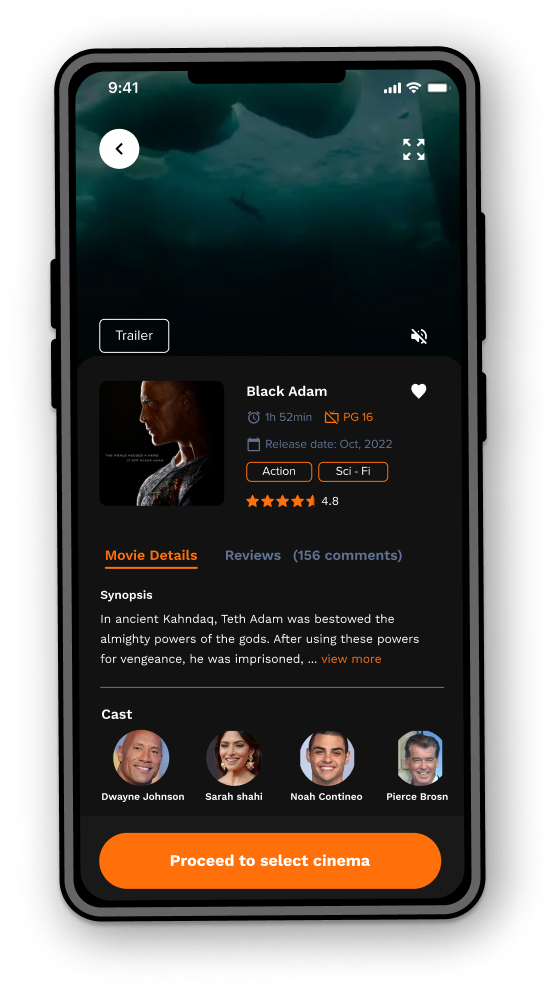 9:41
Trailer
Black Adam
1h 52min PG 16
Release date: Oct, 2022
Action Sci - Fi
4.8
THE WORLD NEEDED A HERO
IT GOT BLACK ADAM
Movie Details Reviews (156 comments)
Synopsis
In ancient Kahndaq, Teth Adam was bestowed the
almighty powers of the gods. After using these powers
for vengeance, he was imprisoned, ... view more
Cast
Dwayne Johnson Sarah shahi Noah Contineo Pierce Brosn
Proceed to select cinema